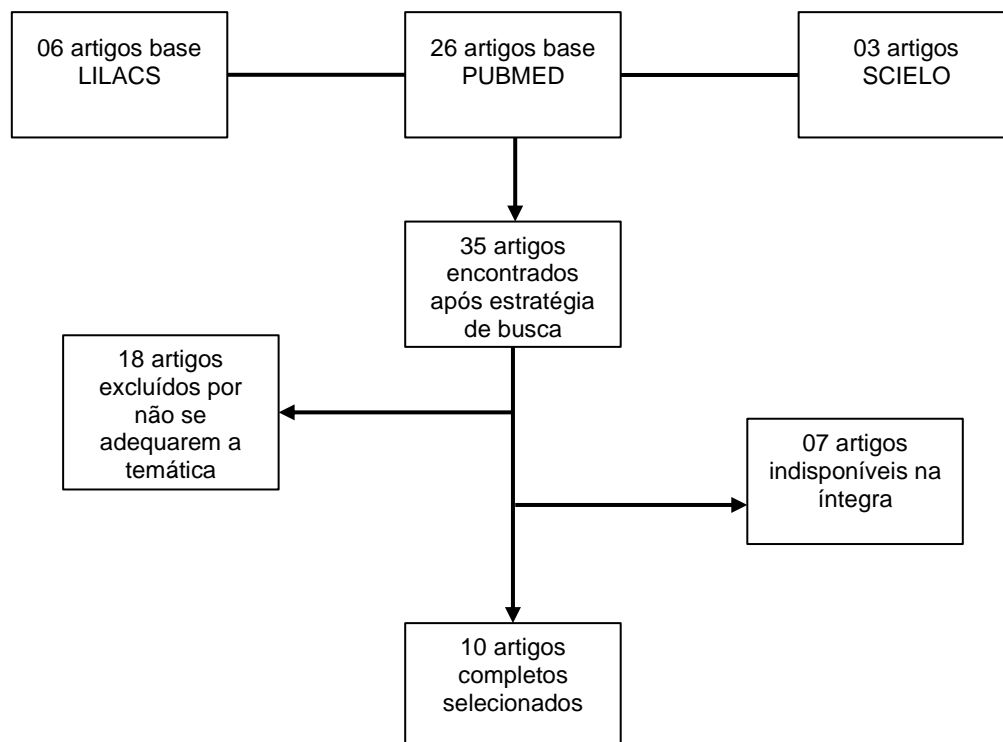 06 artigos base
LILACS
26 artigos base
PUBMED
03 artigos
SCIELO
35 artigos
encontrados
após estratégia
de busca
18 artigos
excluídos por
não se
adequarem a
temática
07 artigos
indisponíveis na
íntegra
10 artigos
completos
selecionados